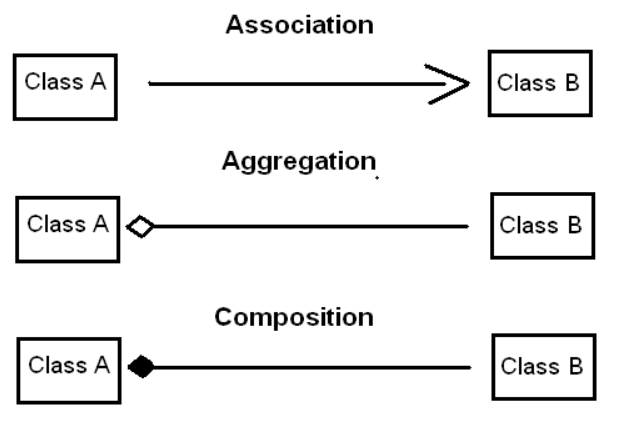 Association
Class A
Class B
Aggregation
Class A
Class B
Composition
Class A
Class B